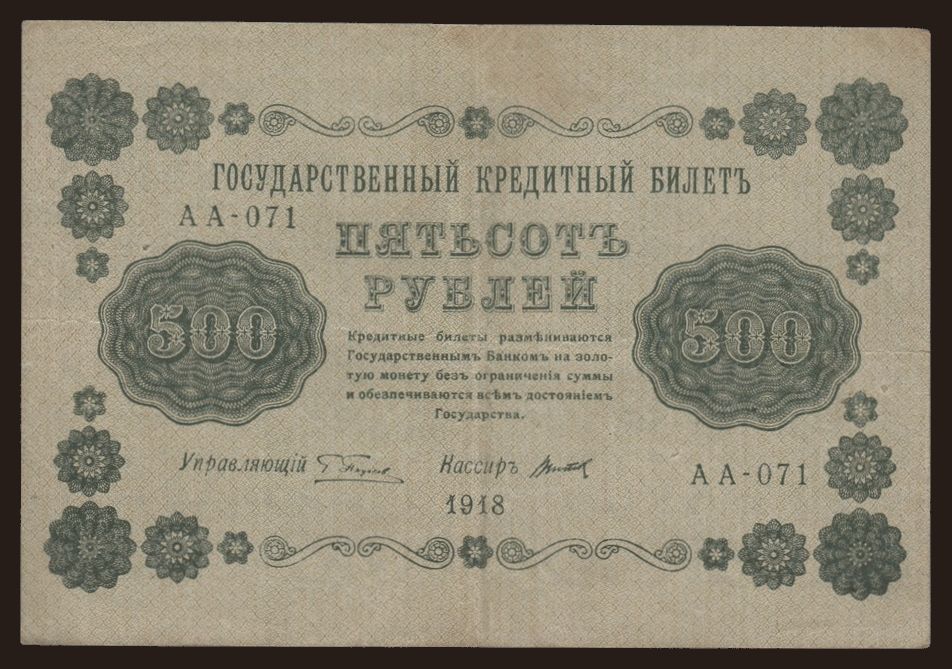 ГОСУДАРСТВЕННЫЙ КРЕДИТНЫЙ БИЛЕТЪ
АА-071
ПЯТЬСОТЪ
РУБЛЕЙ
500
500
Кредитные билеты размѣниваются
Государственнымъ Банкомъ на золо-
тую монету безъ ограниченія суммы
и обезпечиваются всѣмъ достояніемъ
Государства.
Управляющій
Кассиръ
АА-071
1918